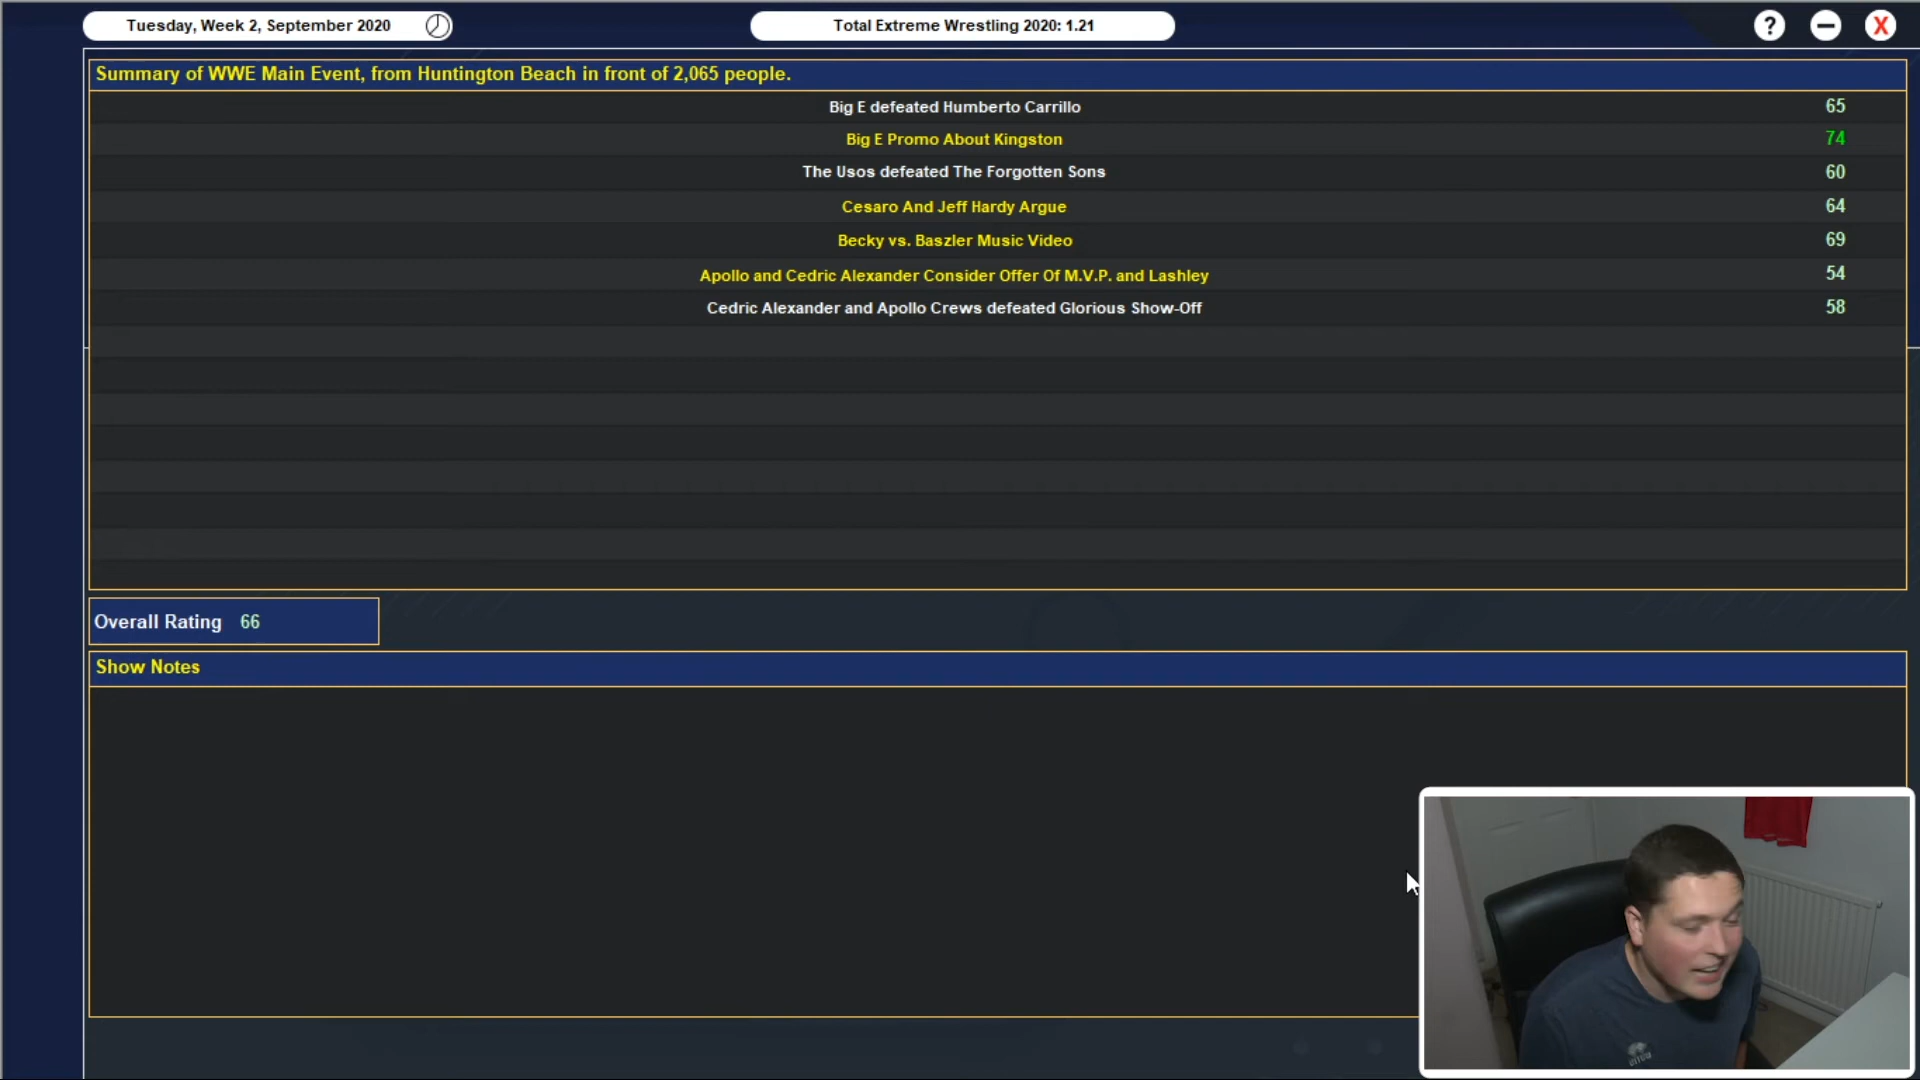 Tuesday, Week 2, September 2020
Total Extreme Wrestling 2020: 1.21
?
X
Summary of WWE Main Event, from Huntington Beach in front of 2,065 people.
Big E defeated Humberto Carrillo 65
Big E Promo About Kingston 74
The Usos defeated The Forgotten Sons 60
Cesaro And Jeff Hardy Argue 64
Becky vs. Baszler Music Video 69
Apollo and Cedric Alexander Consider Offer Of M.V.P. and Lashley 54
Cedric Alexander and Apollo Crews defeated Glorious Show-Off 58
Overall Rating 66
Show Notes